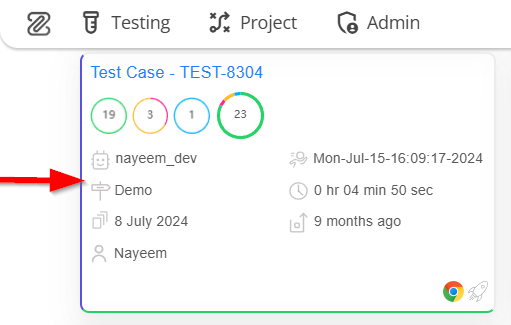 Testing Project Admin
Test Case - TEST-8304
19 3 1 23
nayeem_dev Mon-Jul-15-16:09:17-2024
Demo 0 hr 04 min 50 sec
8 July 2024 9 months ago
Nayeem